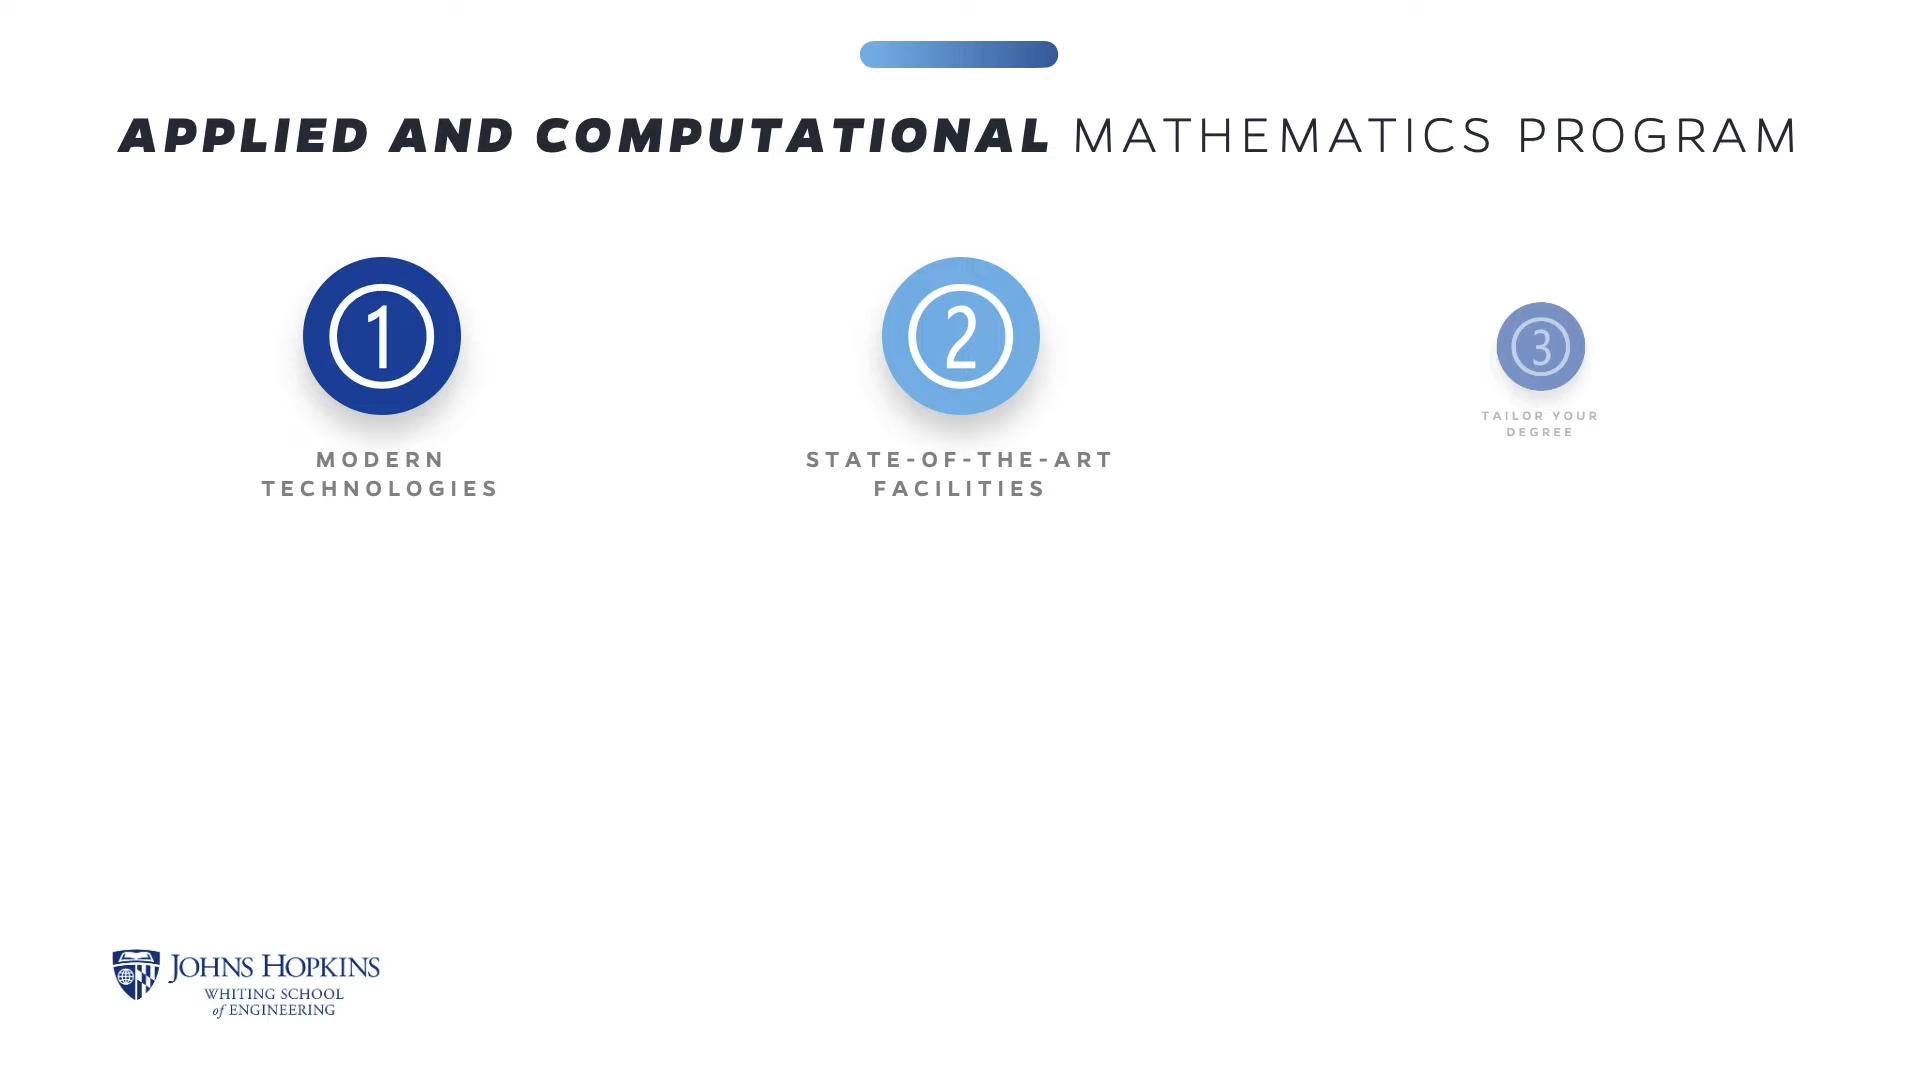 APPLIED AND COMPUTATIONAL MATHEMATICS PROGRAM
1
MODERN
TECHNOLOGIES
2
STATE-OF-THE-ART
FACILITIES
3
TAILOR YOUR
DEGREE
JOHNS HOPKINS
WHITING SCHOOL
of ENGINEERING